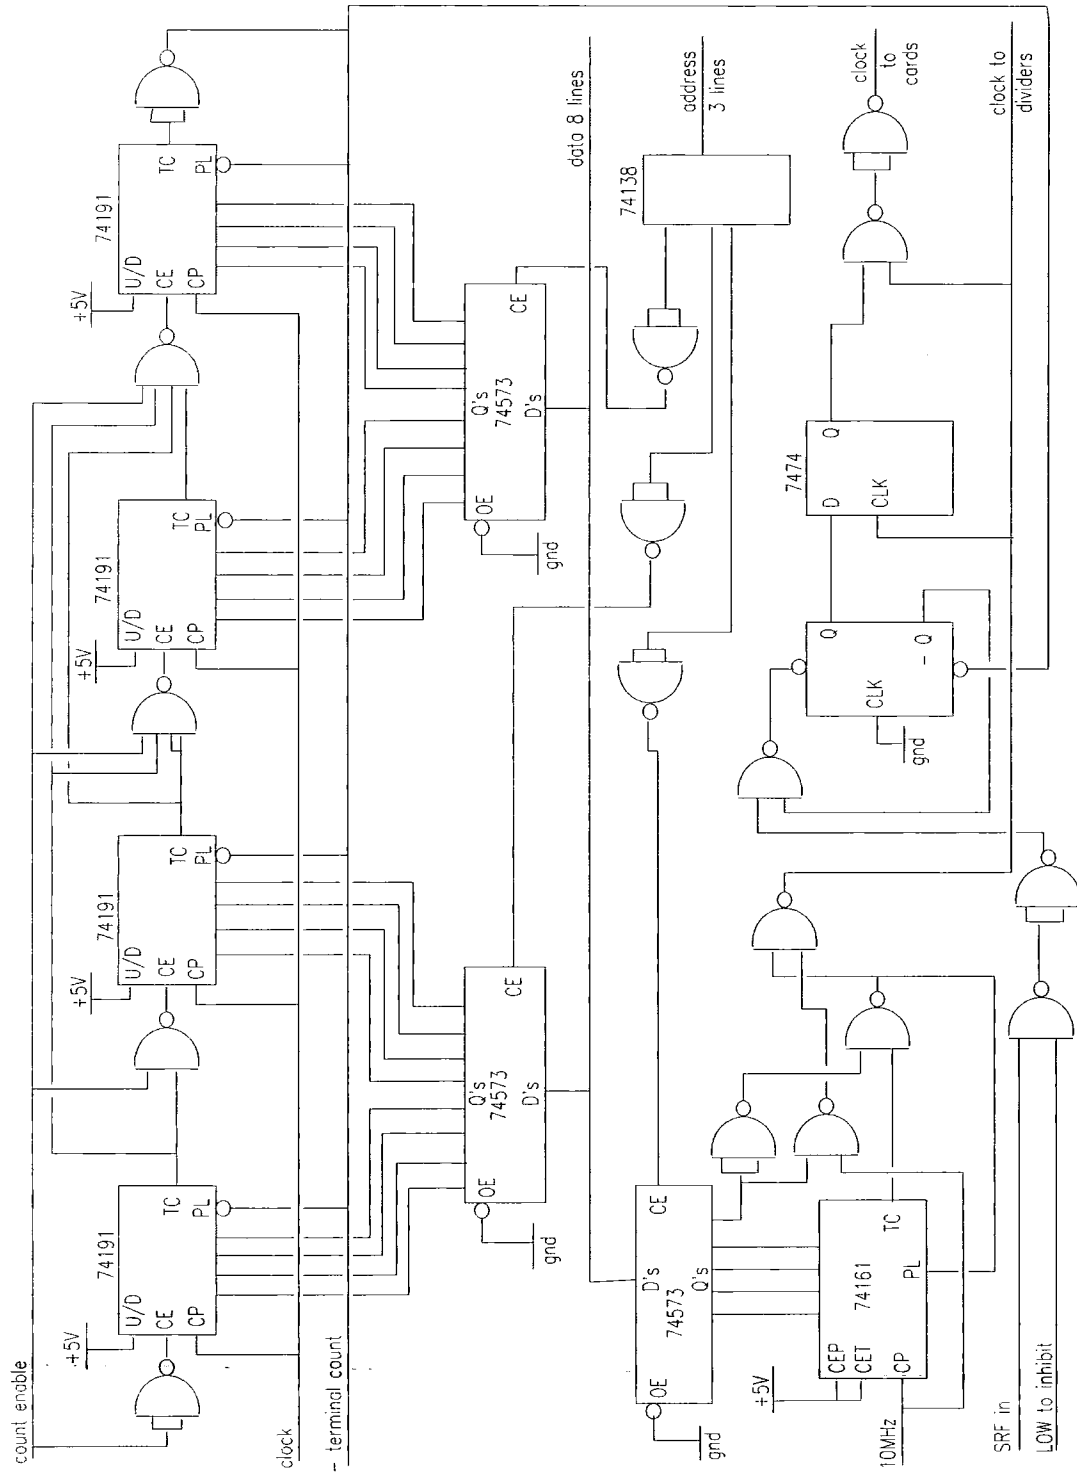 count enable
clock
- terminal count
+5V
U/D
CE
CP
74191
TC
PL
+5V
U/D
CE
CP
74191
TC
PL
+5V
U/D
CE
CP
74191
TC
PL
+5V
U/D
CE
CP
74191
TC
PL
gnd
OE
Q's
74573
D's
CE
gnd
OE
Q's
74573
D's
CE
data 8 lines
74138
address
3 lines
gnd
OE
D's
74573
Q's
CE
+5V
CEP
CET
CP
74161
TC
PL
10MHz
SRF in
LOW to inhibit
gnd
CLK
Q
- Q
7474
D
CLK
Q
clock
to
cards
clock to
dividers